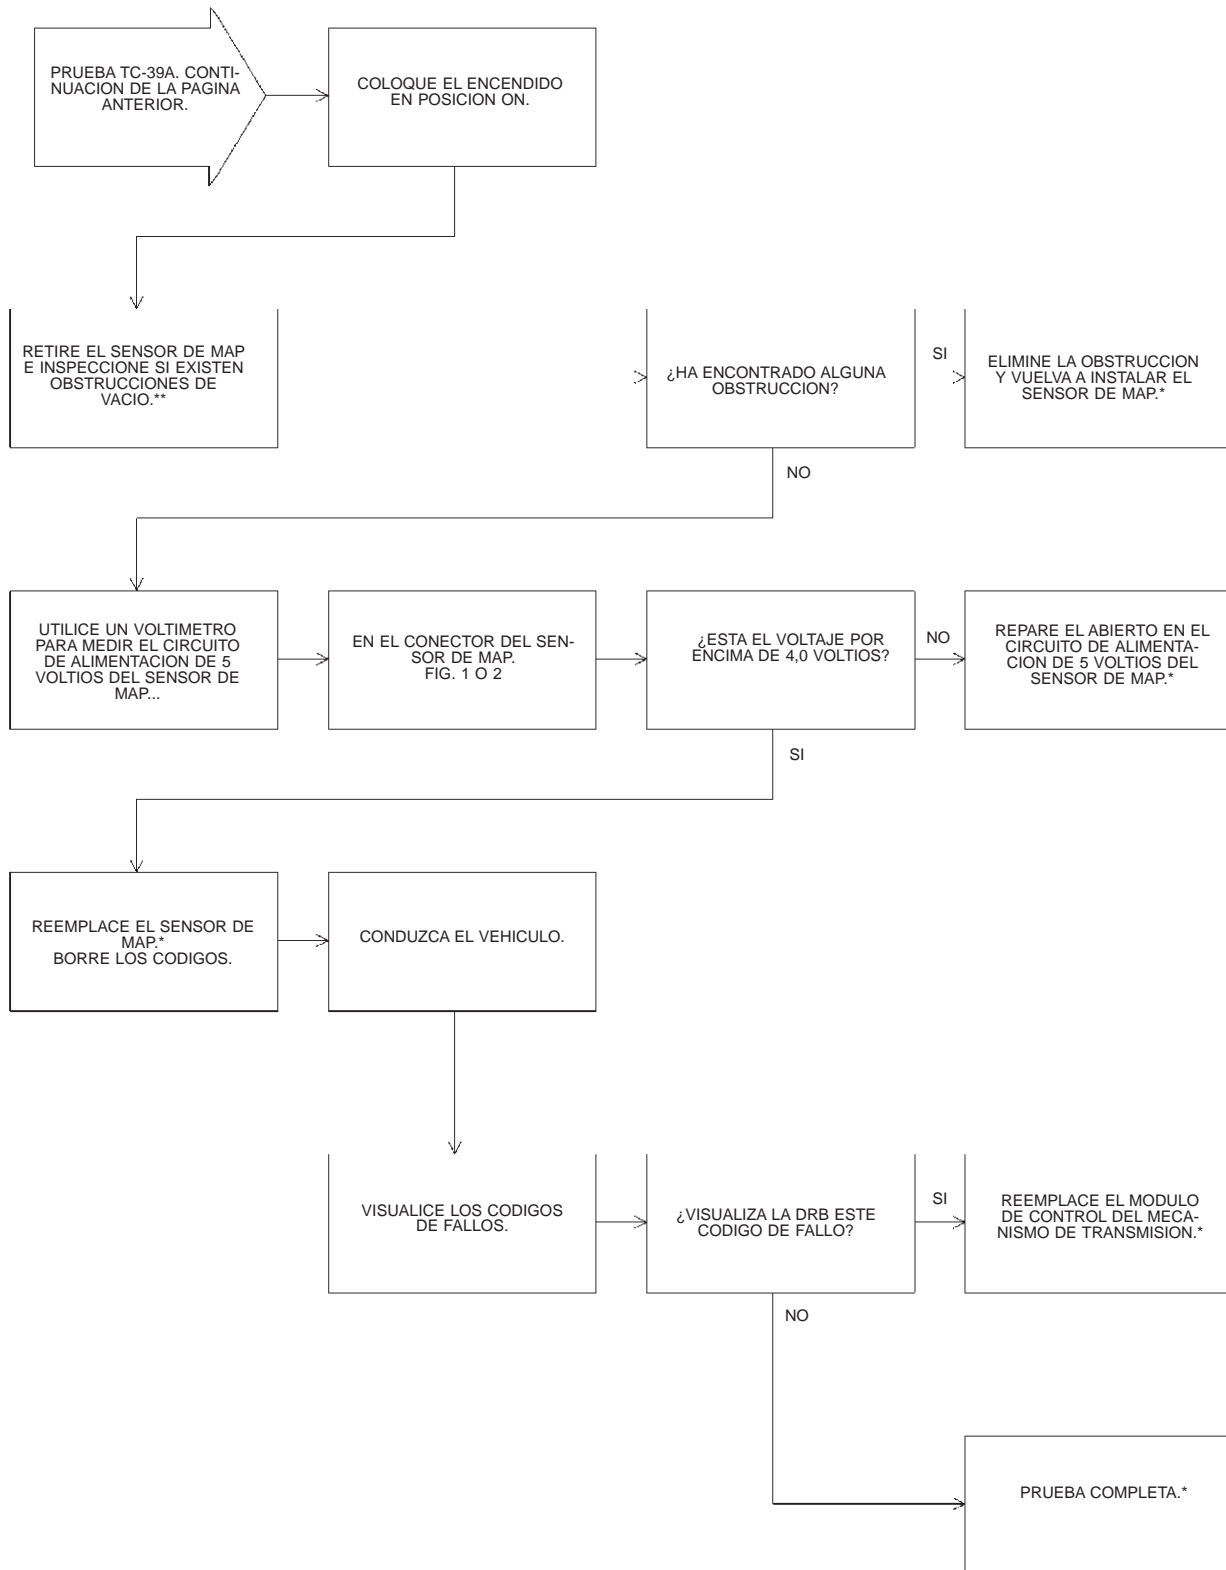 PRUEBA TC-39A. CONTI-
NUACION DE LA PAGINA
ANTERIOR.
COLOQUE EL ENCENDIDO
EN POSICION ON.
RETIRE EL SENSOR DE MAP
E INSPECCIONE SI EXISTEN
OBSTRUCCIONES DE
VACIO.**
¿HA ENCONTRADO ALGUNA
OBSTRUCCION?
SI
ELIMINE LA OBSTRUCCION
Y VUELVA A INSTALAR EL
SENSOR DE MAP.*
NO
UTILICE UN VOLTIMETRO
PARA MEDIR EL CIRCUITO
DE ALIMENTACION DE 5
VOLTIOS DEL SENSOR DE
MAP...
EN EL CONECTOR DEL SEN-
SOR DE MAP.
FIG. 1 O 2
¿ESTA EL VOLTAJE POR
ENCIMA DE 4,0 VOLTIOS?
NO
REPARE EL ABIERTO EN EL
CIRCUITO DE ALIMENTA-
CION DE 5 VOLTIOS DEL
SENSOR DE MAP.*
SI
REEMPLACE EL SENSOR DE
MAP.*
BORRE LOS CODIGOS.
CONDUZCA EL VEHICULO.
VISUALICE LOS CODIGOS
DE FALLOS.
¿VISUALIZA LA DRB ESTE
CODIGO DE FALLO?
SI
REEMPLACE EL MODULO
DE CONTROL DEL MECA-
NISMO DE TRANSMISION.*
NO
PRUEBA COMPLETA.*